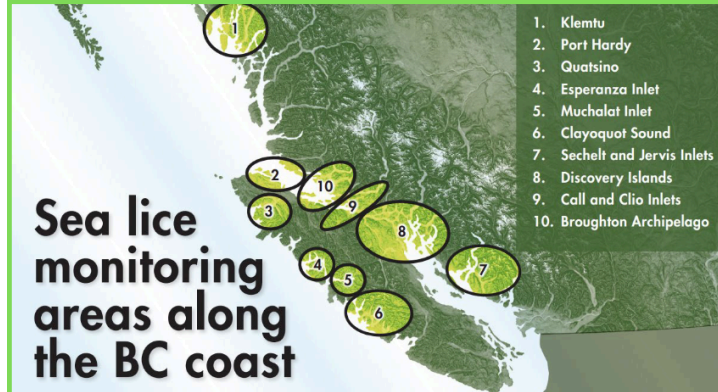 Sea lice
monitoring
areas along
the BC coast
1. Klemtu
2. Port Hardy
3. Quatsino
4. Esperanza Inlet
5. Muchalat Inlet
6. Clayoquot Sound
7. Sechelt and Jervis Inlets
8. Discovery Islands
9. Call and Clio Inlets
10. Broughton Archipelago
1
2
10
9
3
8
4
5
7
6